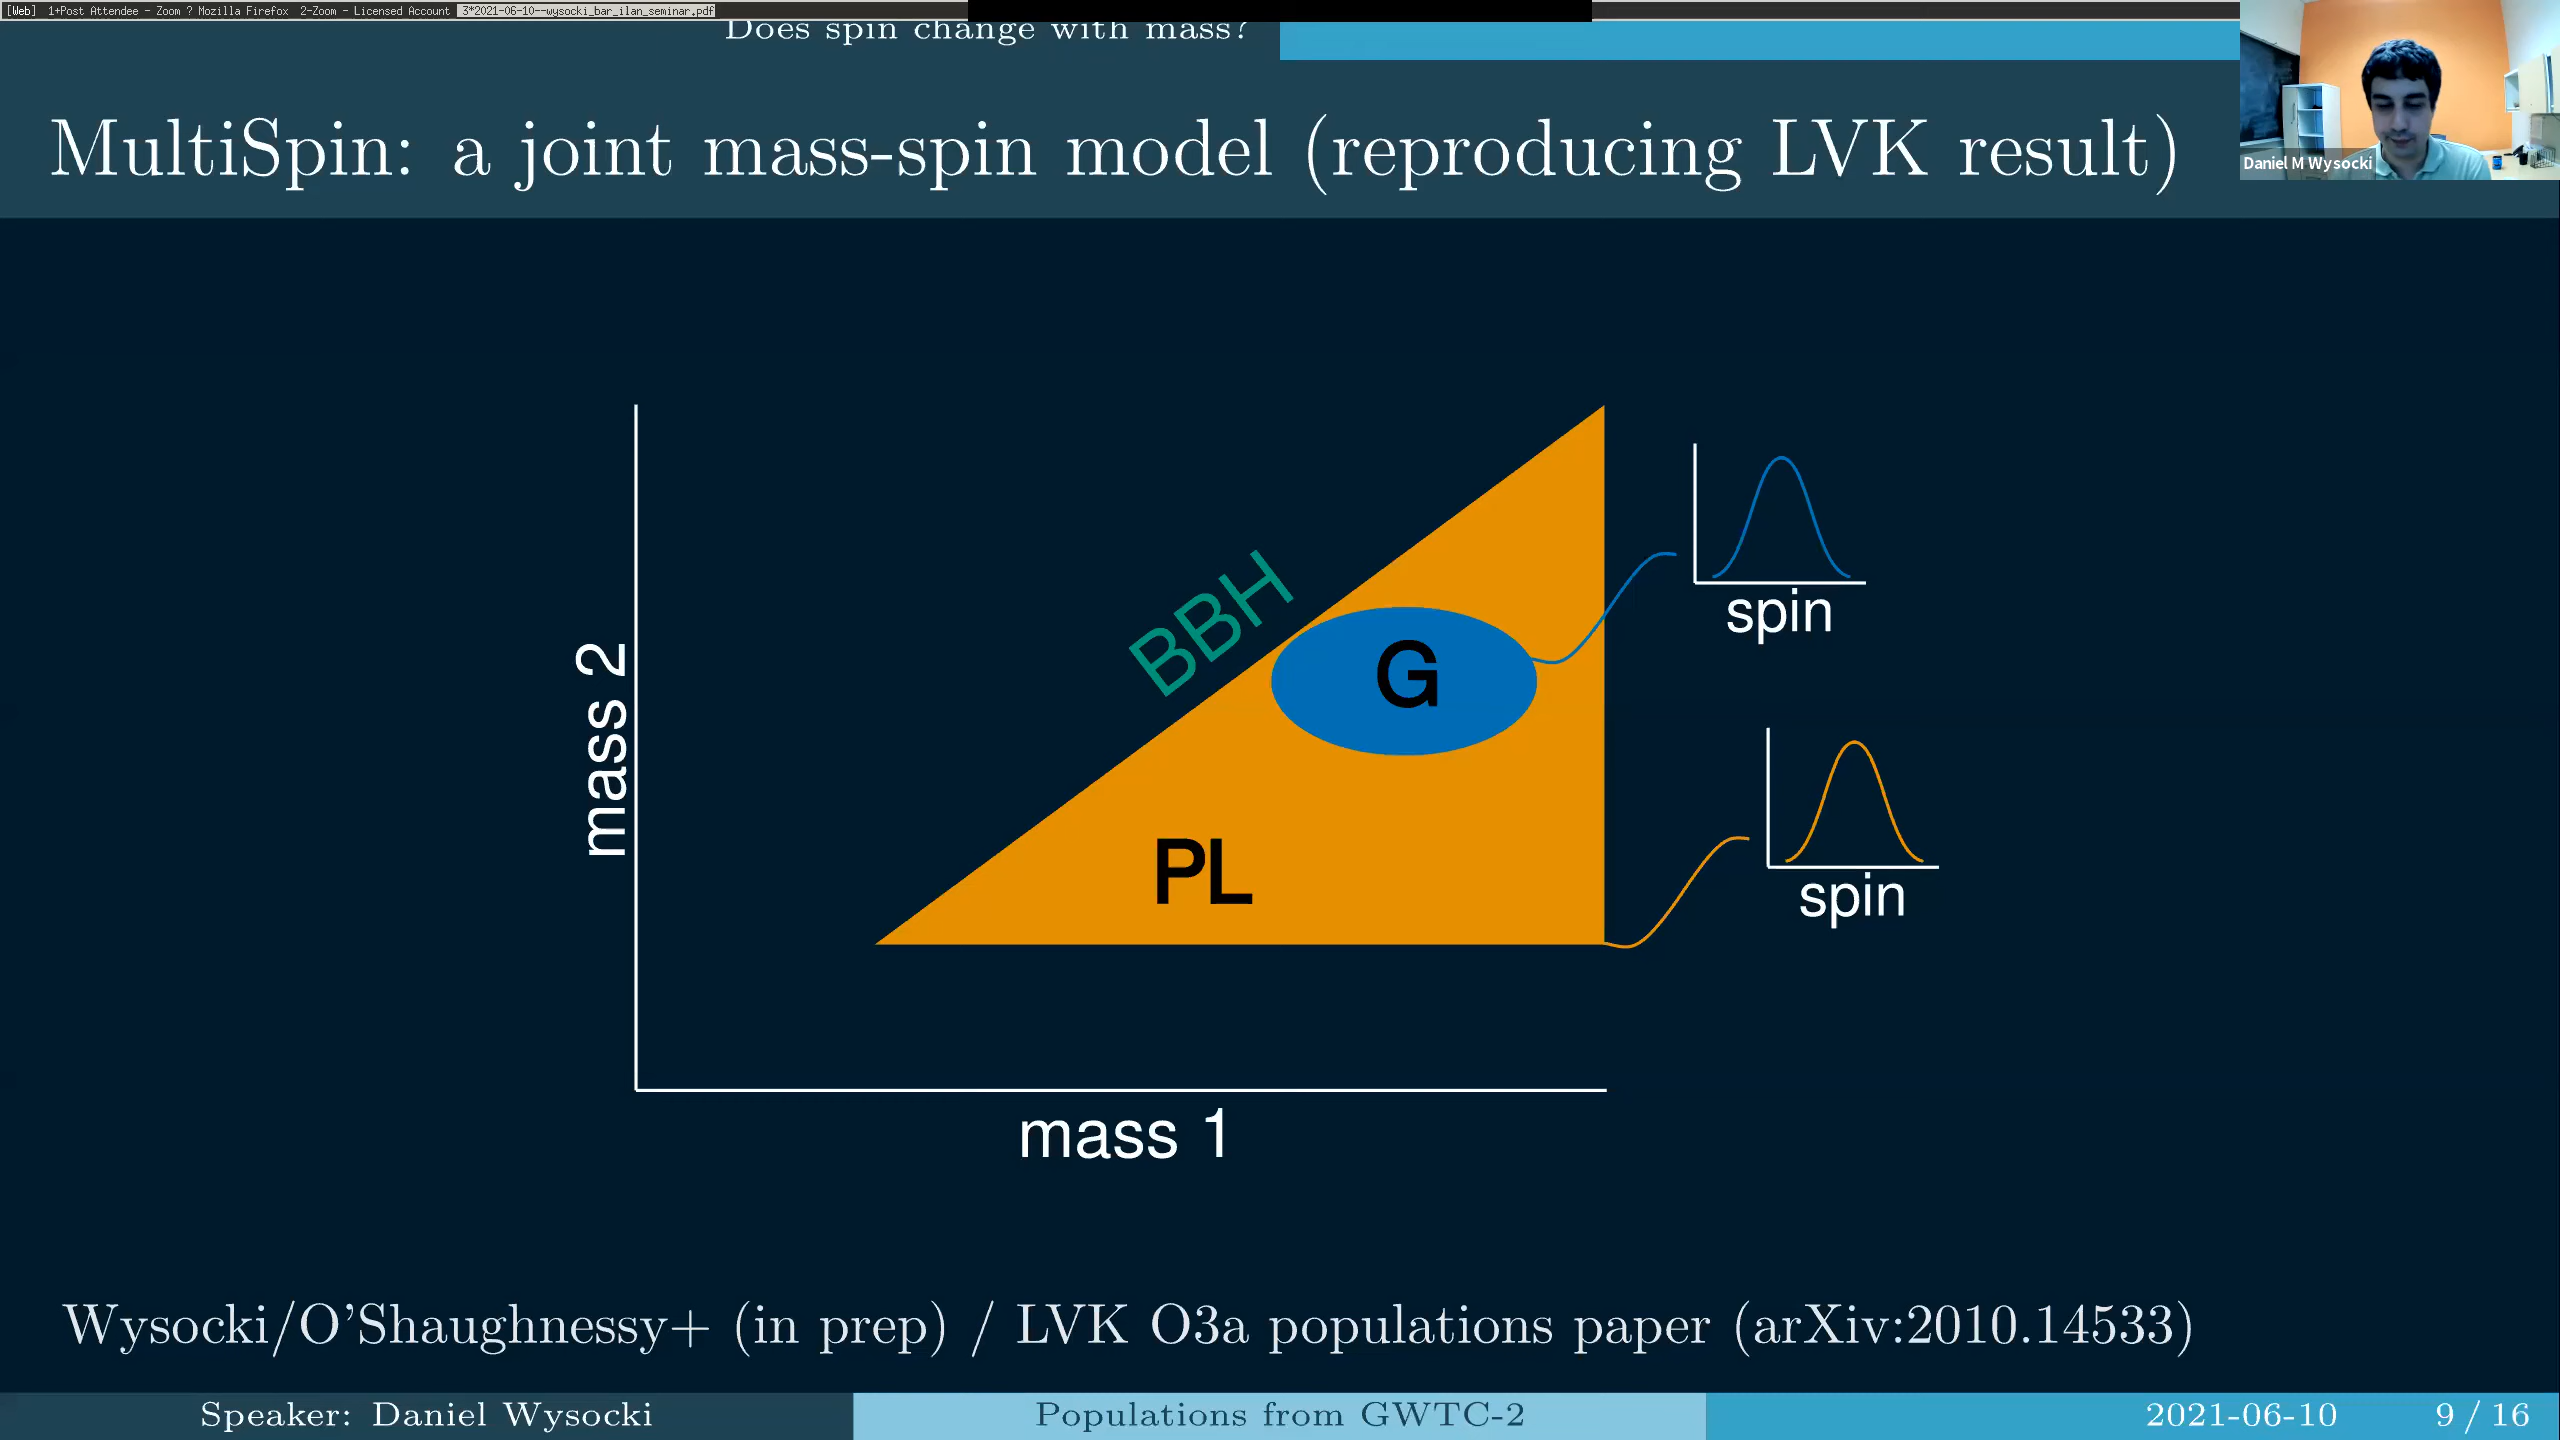 [Web] 1+Post Attendee - Zoom ? Mozilla Firefox 2-Zoom - Licensed Account 3*2021-06-10--wysocki_bar_ilan_seminar.pdf
Does spin change with mass?
MultiSpin: a joint mass-spin model (reproducing LVK result)
Daniel M Wysocki
BBH
G
spin
mass 2
PL
spin
mass 1
Wysocki/O'Shaughnessy+ (in prep) / LVK O3a populations paper (arXiv:2010.14533)
Speaker: Daniel Wysocki Populations from GWTC-2 2021-06-10 9 / 16